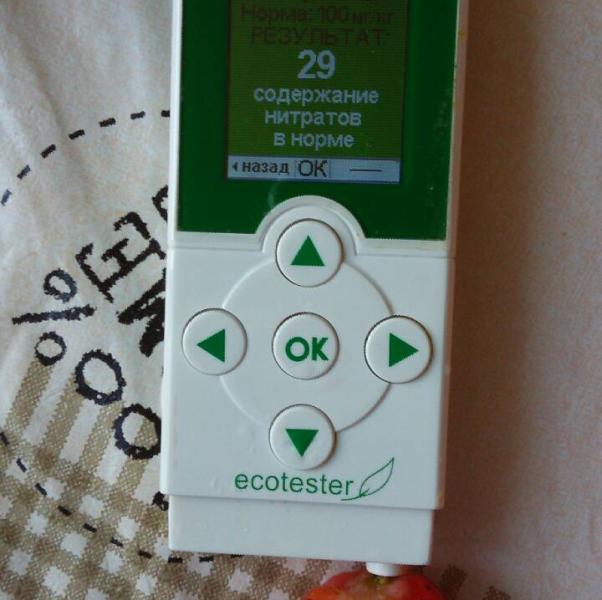 Норма: 100 мг/кг
РЕЗУЛЬТАТ:
29
содержание
нитратов
в норме
назад OK
OK
ecotester